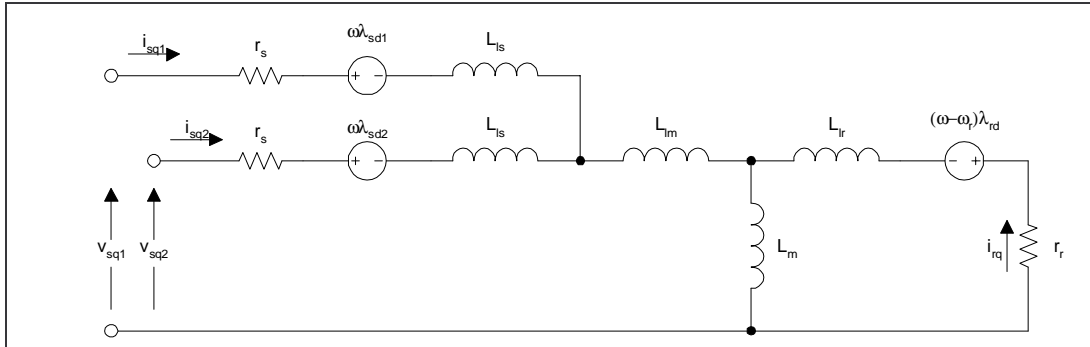 i_sq1
r_s
ωλ_sd1
L_ls
i_sq2
r_s
ωλ_sd2
L_ls
L_lm
L_lr
(ω−ω_r)λ_rd
+ -
+ -
- +
v_sq1
v_sq2
L_m
i_rq
r_r